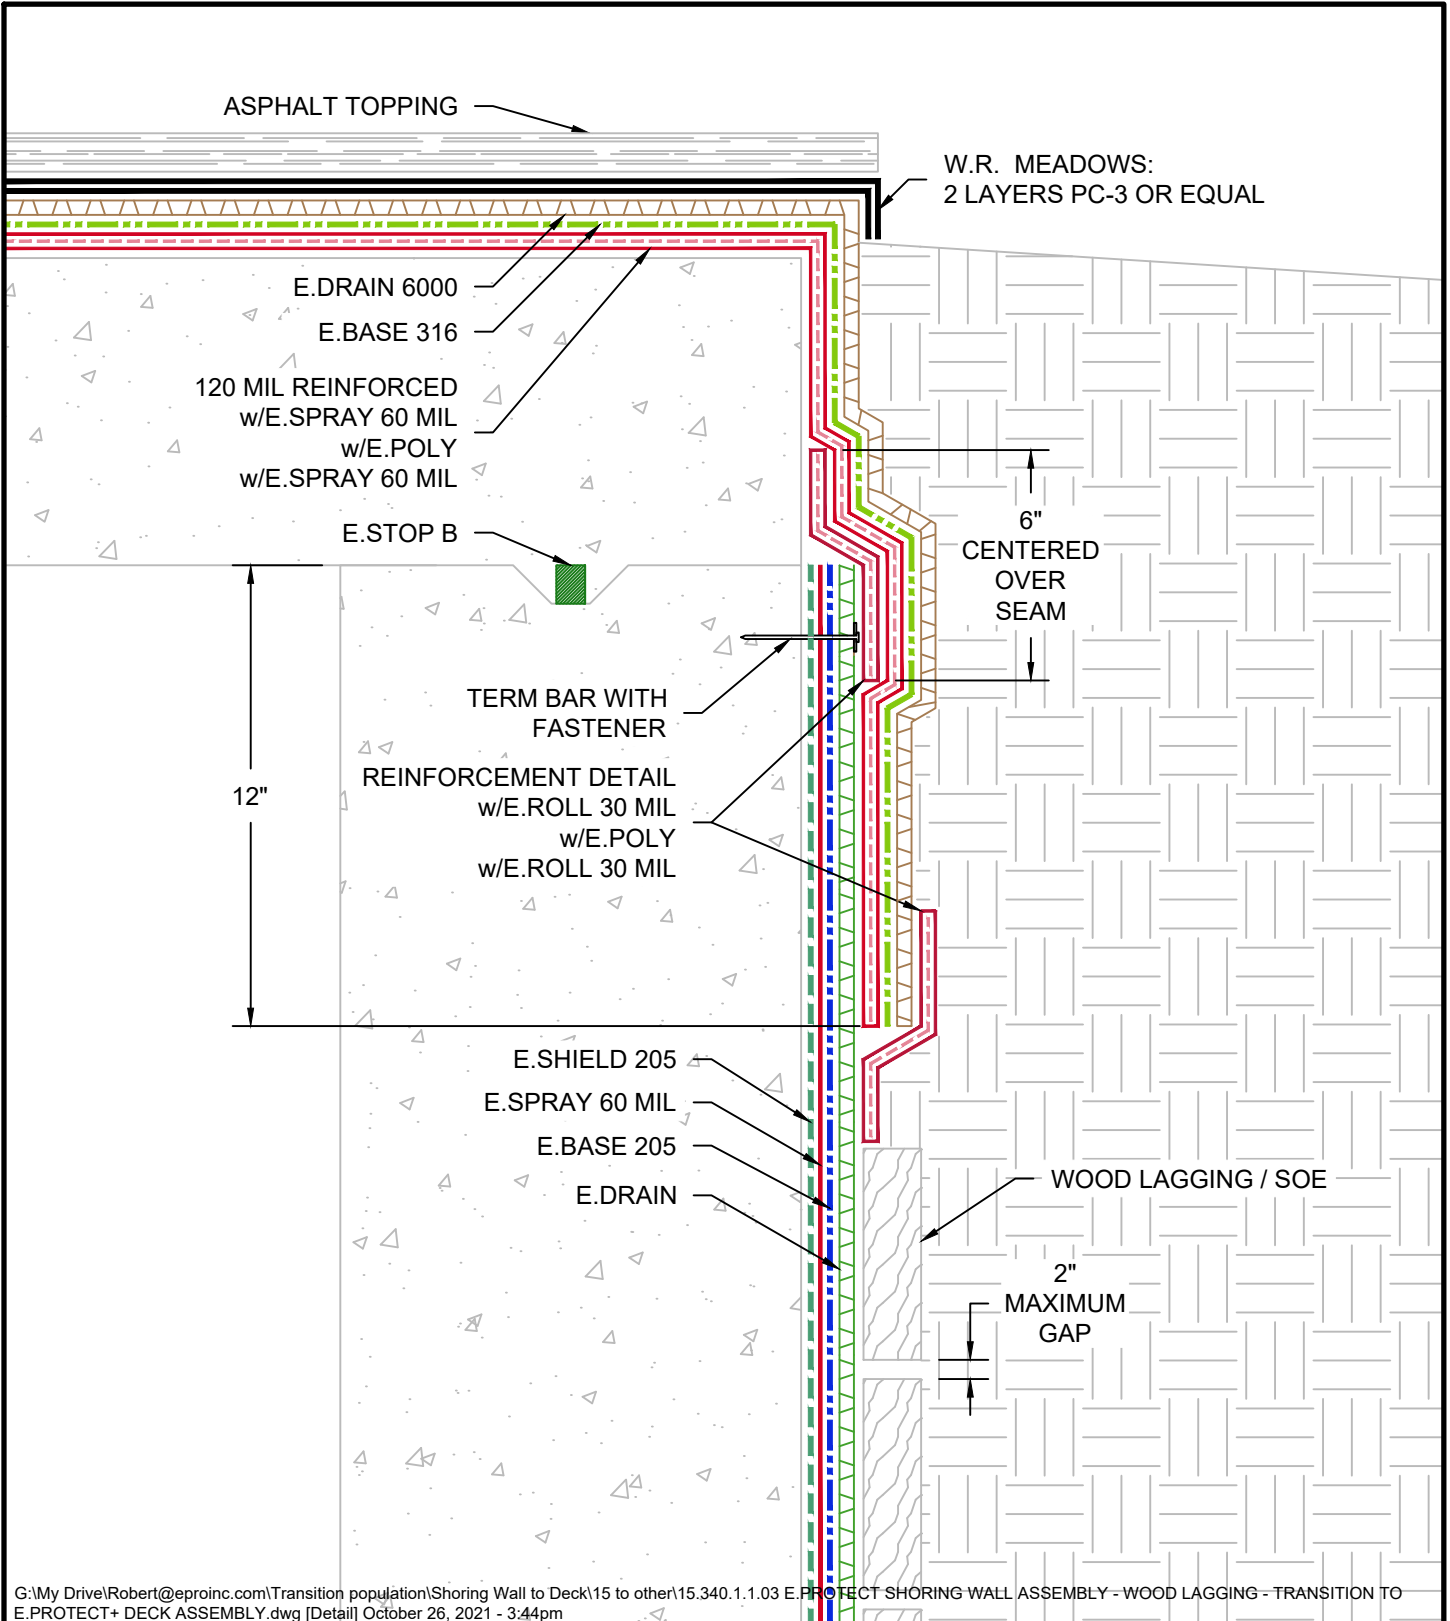 ASPHALT TOPPING
W.R. MEADOWS:
2 LAYERS PC-3 OR EQUAL
E.DRAIN 6000
E.BASE 316
120 MIL REINFORCED
w/E.SPRAY 60 MIL
w/E.POLY
w/E.SPRAY 60 MIL
E.STOP B
6"
CENTERED
OVER
SEAM
TERM BAR WITH
FASTENER
REINFORCEMENT DETAIL
w/E.ROLL 30 MIL
w/E.POLY
w/E.ROLL 30 MIL
12"
E.SHIELD 205
E.SPRAY 60 MIL
E.BASE 205
E.DRAIN
WOOD LAGGING / SOE
2"
MAXIMUM
GAP
G:\My Drive\Robert@eproinc.com\Transition population\Shoring Wall to Deck\15 to other\15.340.1.1.03 E.PROTECT SHORING WALL ASSEMBLY - WOOD LAGGING - TRANSITION TO
E.PROTECT+ DECK ASSEMBLY.dwg [Detail] October 26, 2021 - 3:44pm